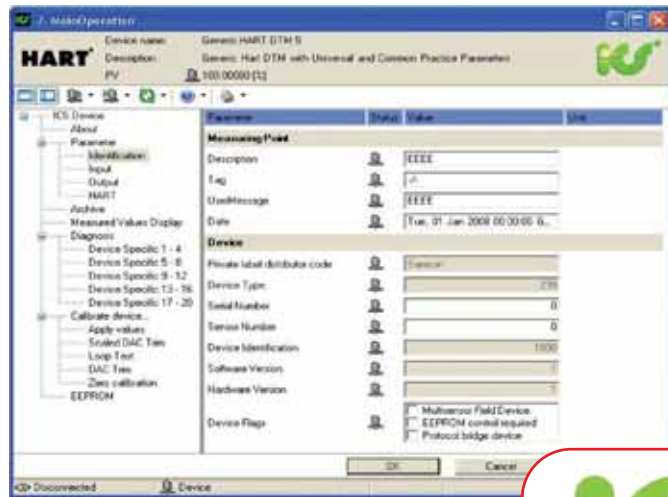 7. MainOperation
HART
Device name: Generic HART DTM 5
Description: Generic Hart DTM with Universal and Common Practice Parameters
PV 100.00000 [%]
ics
ICS Device
About
Parameter
Identification
Input
Output
HART
Archive
Measured Values Display
Diagnosis
Device Specific 1 - 4
Device Specific 5 - 8
Device Specific 9 - 12
Device Specific 13 - 16
Device Specific 17 - 20
Calibrate device...
Apply values
Scaled DAC Trim
Loop Test
DAC Trim
Zero calibration
EEPROM
Parameter Status Value Unit
Measuring Point
Description EEEE
Tag
UserMessage EEEE
Date Tue, 01 Jan 2008 00:30:00
Device
Private label distributor code
Device Type
Serial Number 0
Sensor Number 0
Device Identification
Software Version
Hardware Version
Device Flags
Multisensor Field Device
EEPROM control required
Protocol bridge device
OK Cancel
Disconnected Device